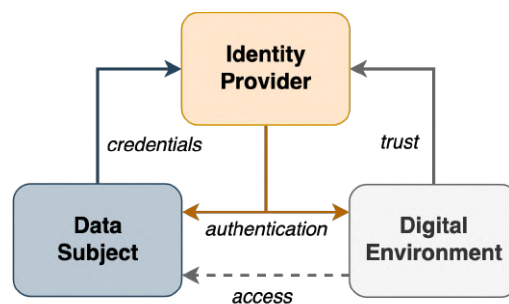 Identity
Provider
credentials
trust
Data
Subject
authentication
Digital
Environment
access